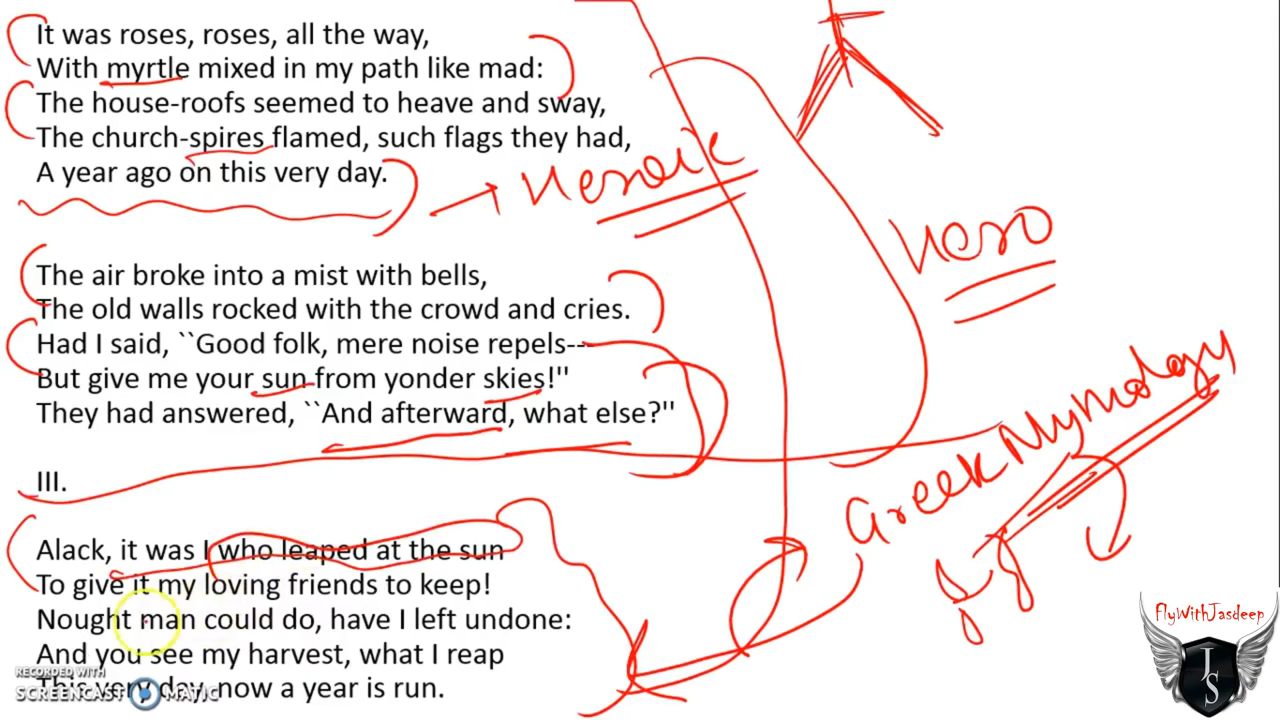 It was roses, roses, all the way,
With myrtle mixed in my path like mad:
The house-roofs seemed to heave and sway,
The church-spires flamed, such flags they had,
A year ago on this very day.
Heroic
Hero
The air broke into a mist with bells,
The old walls rocked with the crowd and cries.
Had I said, ``Good folk, mere noise repels---
But give me your sun from yonder skies!''
They had answered, ``And afterward, what else?''
Greek Mythology
III.
Alack, it was I who leaped at the sun
To give it my loving friends to keep!
Nought man could do, have I left undone:
And you see my harvest, what I reap
This very day, now a year is run.
RECORDED WITH
SCREENCAST MATIC
FlyWithJasdeep
JS